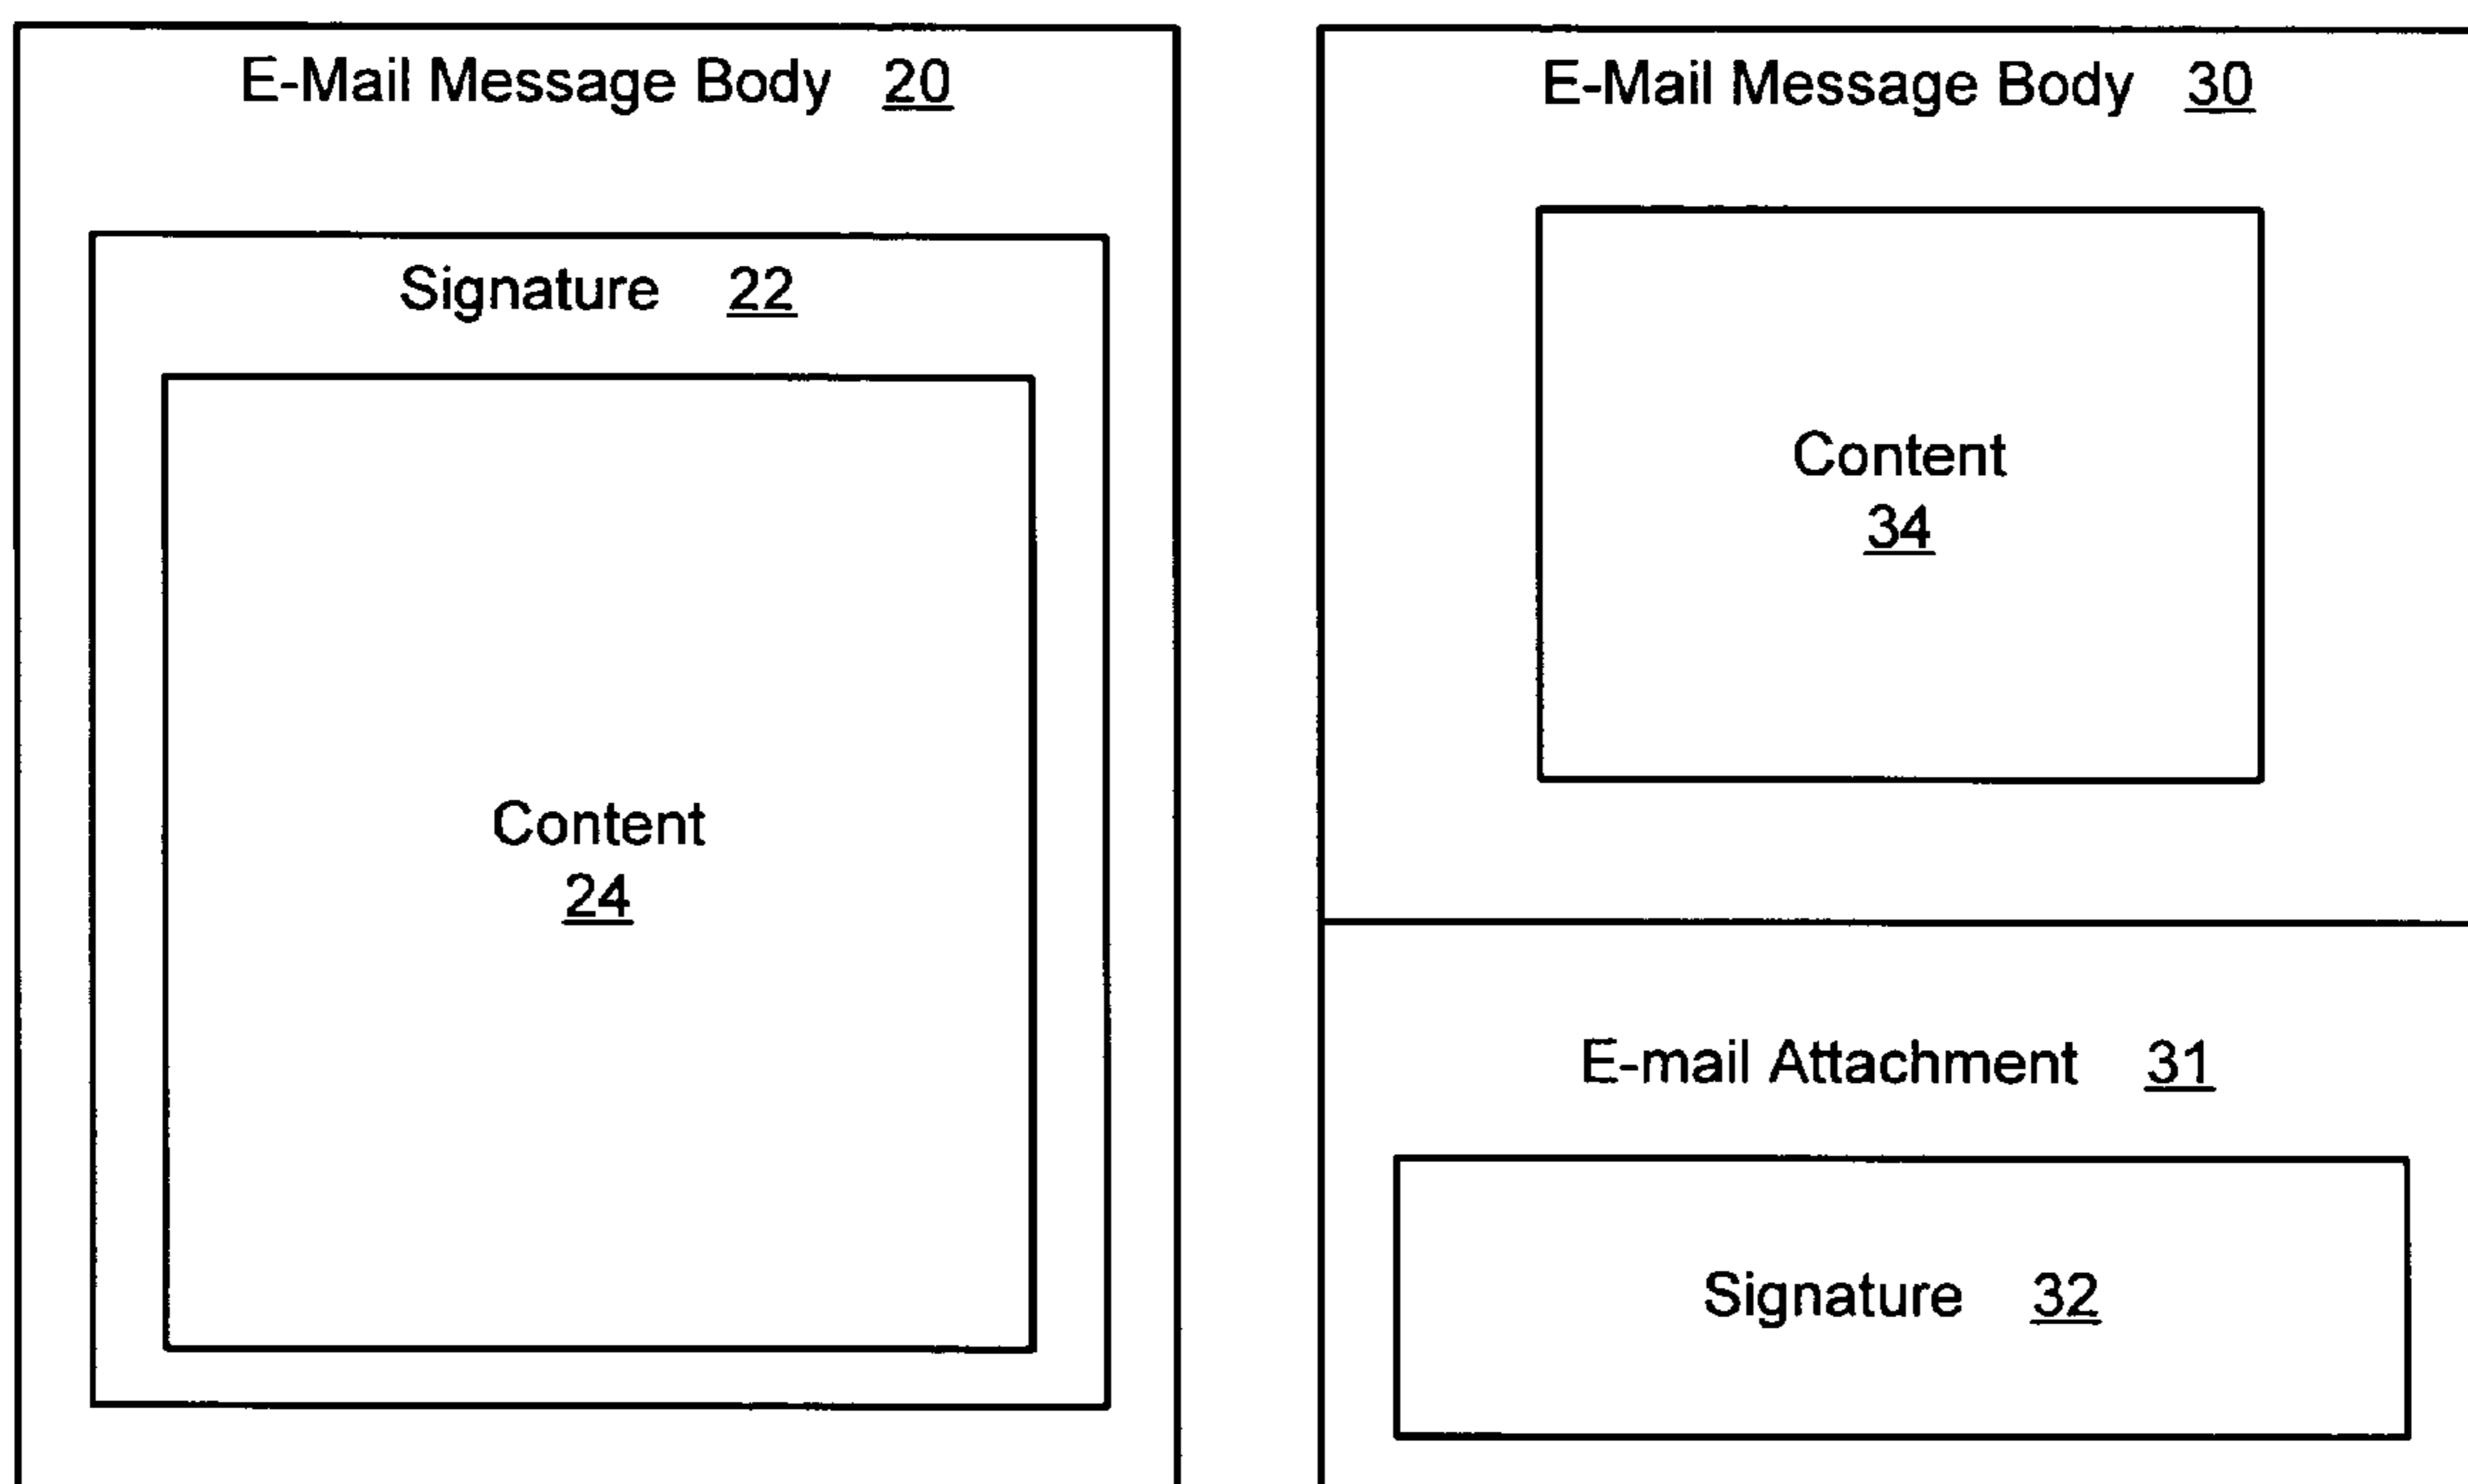 E-Mail Message Body 20
Signature 22
Content
24
E-Mail Message Body 30
Content
34
E-mail Attachment 31
Signature 32